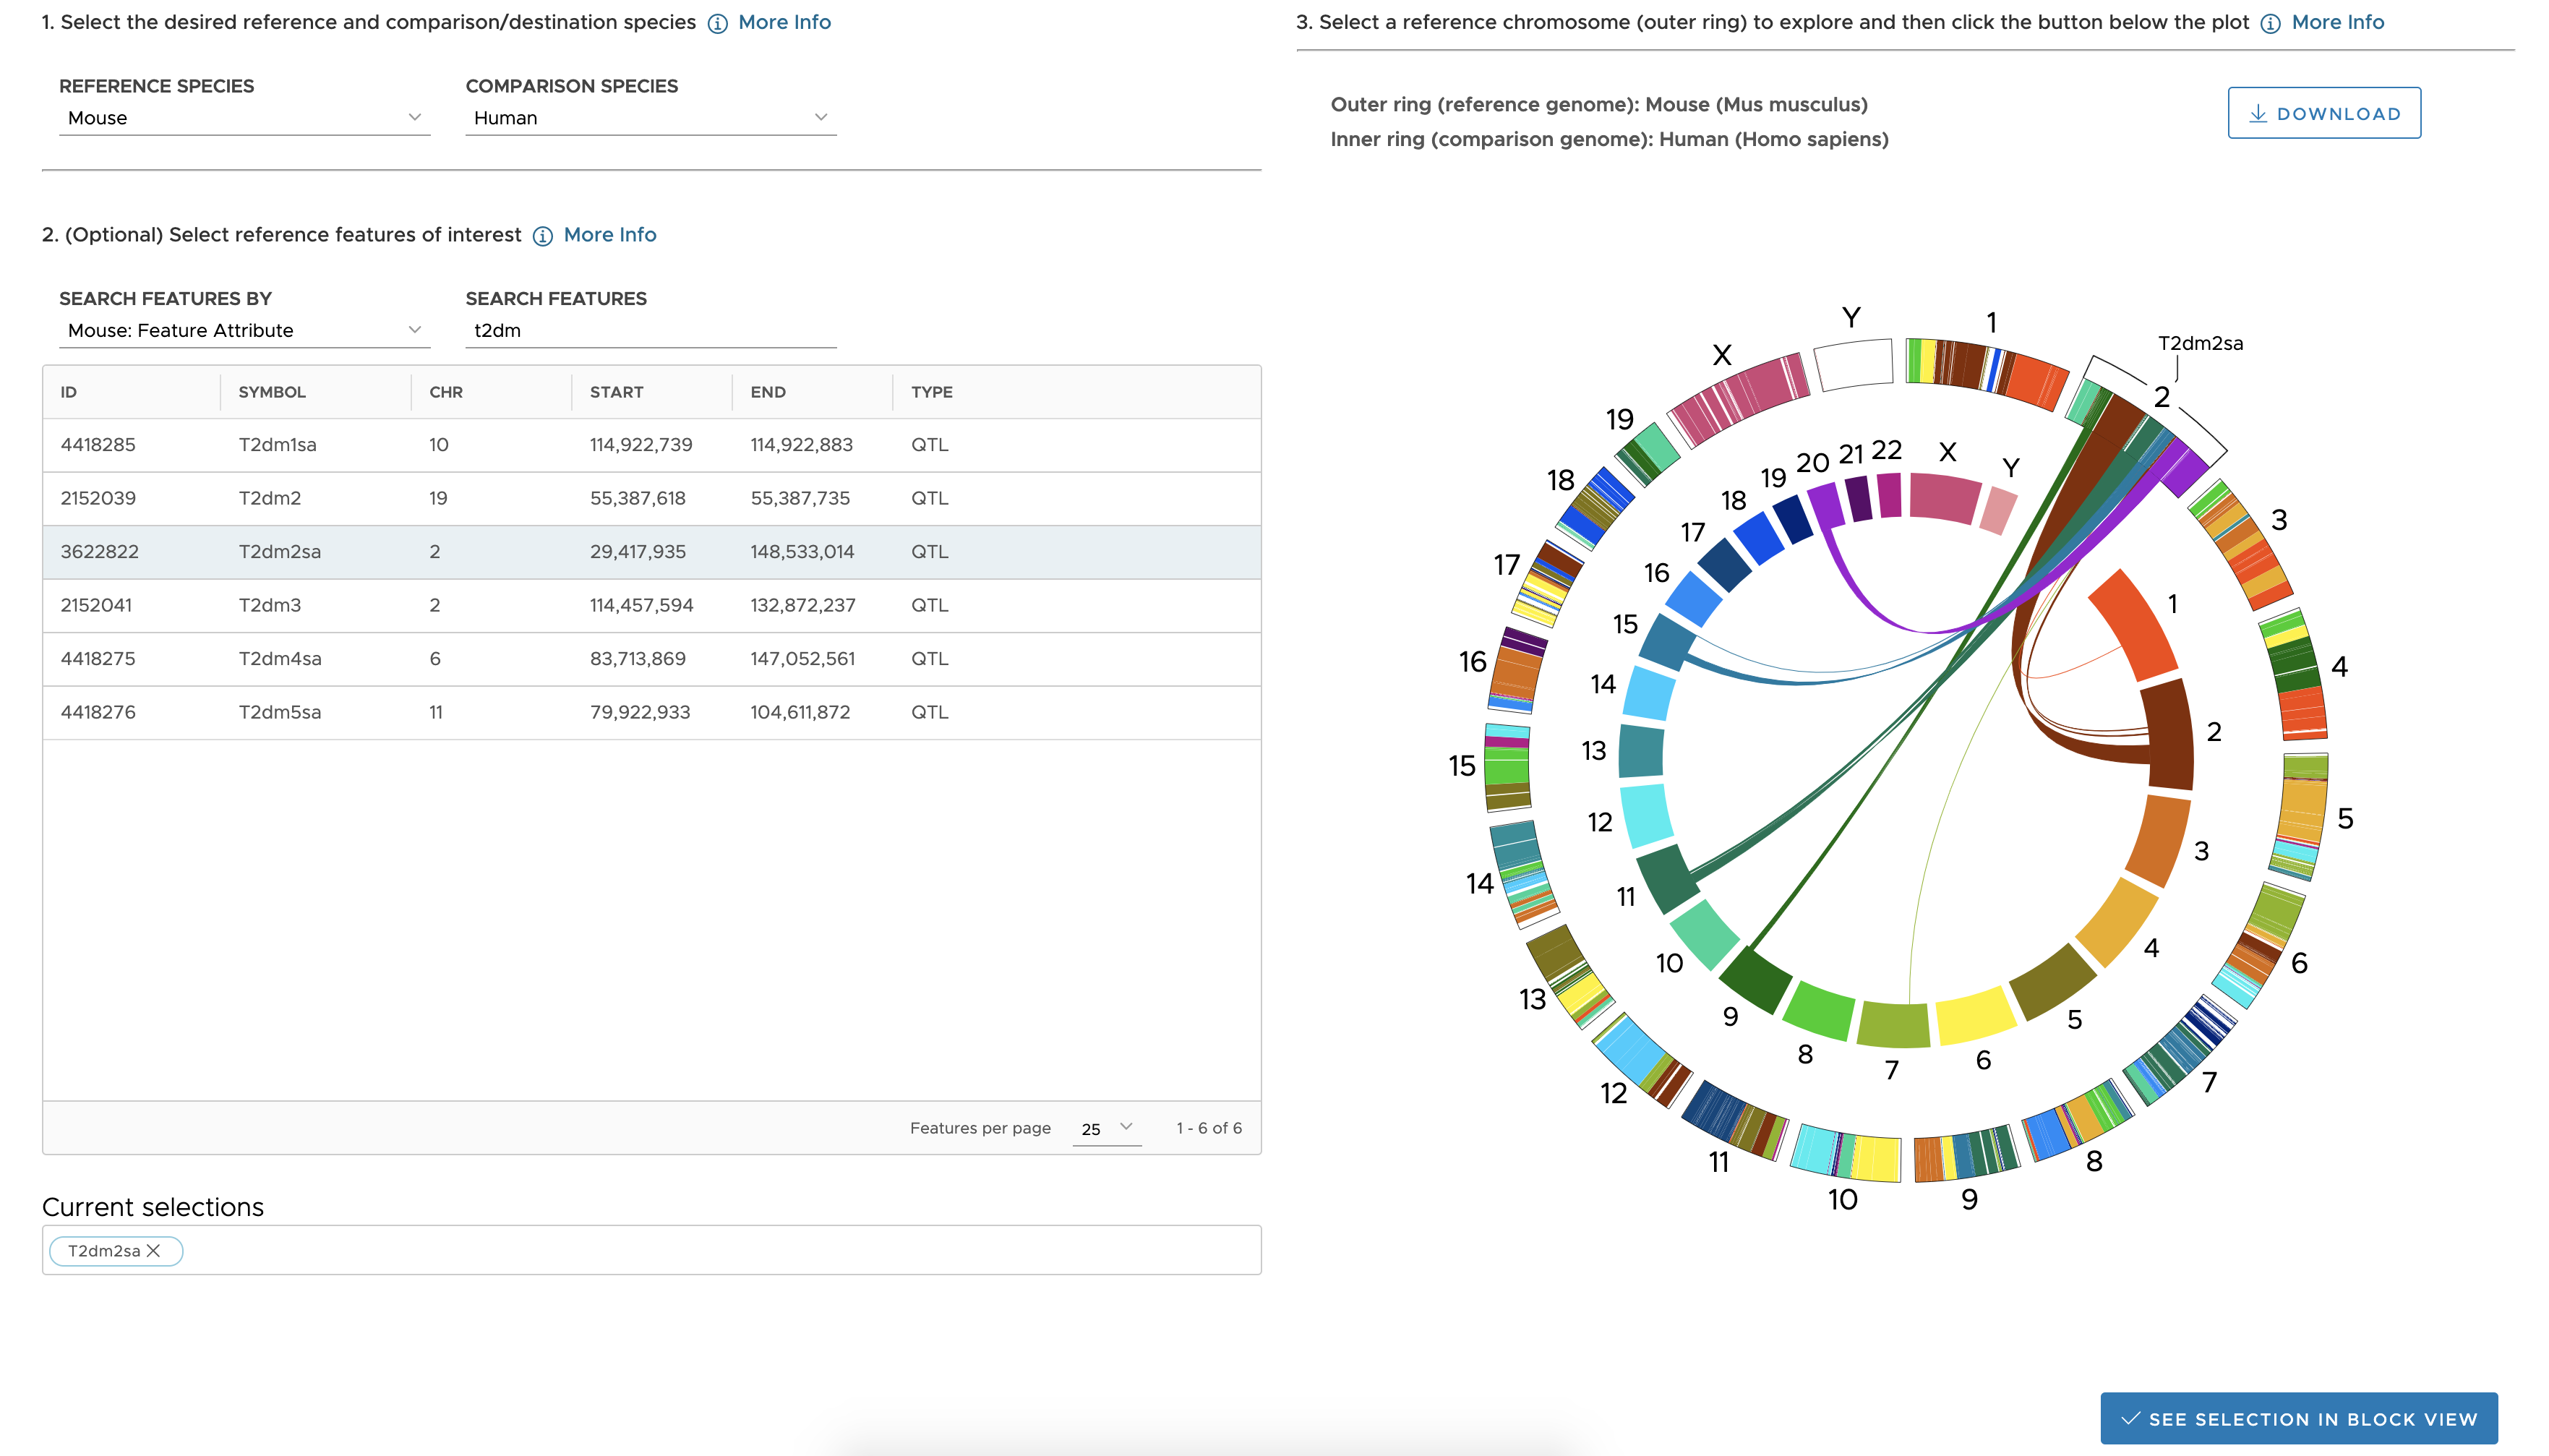 1. Select the desired reference and comparison/destination species More Info
REFERENCE SPECIES COMPARISON SPECIES
Mouse Human
2. (Optional) Select reference features of interest More Info
SEARCH FEATURES BY SEARCH FEATURES
Mouse: Feature Attribute t2dm
ID SYMBOL CHR START END TYPE
4418285 T2dm1sa 10 114,922,739 114,922,883 QTL
2152039 T2dm2 19 55,387,618 55,387,735 QTL
3622822 T2dm2sa 2 29,417,935 148,533,014 QTL
2152041 T2dm3 2 114,457,594 132,872,237 QTL
4418275 T2dm4sa 6 83,713,869 147,052,561 QTL
4418276 T2dm5sa 11 79,922,933 104,611,872 QTL
Features per page 25 1 - 6 of 6
Current selections
T2dm2sa
3. Select a reference chromosome (outer ring) to explore and then click the button below the plot More Info
Outer ring (reference genome): Mouse (Mus musculus)
Inner ring (comparison genome): Human (Homo sapiens)
DOWNLOAD
T2dm2sa
1
2
3
4
5
6
7
8
9
10
11
12
13
14
15
16
17
18
19
X
Y
1
2
3
4
5
6
7
8
9
10
11
12
13
14
15
16
17
18
19
20
21
22
X
Y
SEE SELECTION IN BLOCK VIEW